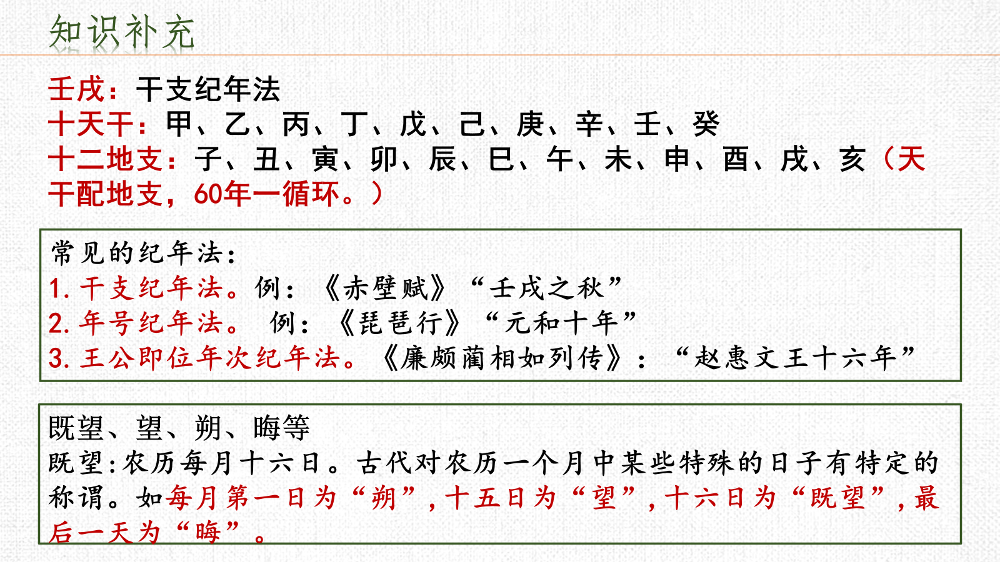 知识补充
壬戌：干支纪年法
十天干：甲、乙、丙、丁、戊、己、庚、辛、壬、癸
十二地支：子、丑、寅、卯、辰、巳、午、未、申、酉、戌、亥（天
干配地支，60年一循环。）
常见的纪年法：
1.干支纪年法。例：《赤壁赋》“壬戌之秋”
2.年号纪年法。 例：《琵琶行》“元和十年”
3.王公即位年次纪年法。《廉颇蔺相如列传》：“赵惠文王十六年”
既望、望、朔、晦等
既望:农历每月十六日。古代对农历一个月中某些特殊的日子有特定的
称谓。如每月第一日为“朔”,十五日为“望”,十六日为“既望”,最
后一天为“晦”。